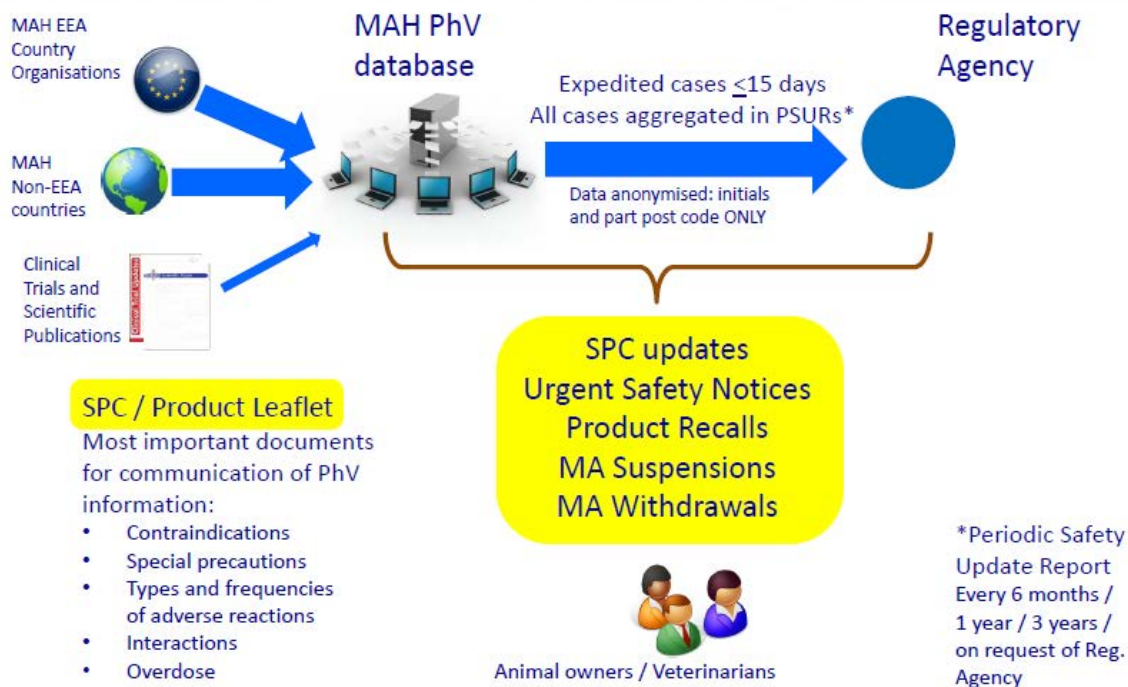 MAH EEA
Country
Organisations
MAH PhV
database
Regulatory
Agency
Expedited cases <15 days
All cases aggregated in PSURs*
MAH
Non-EEA
countries
Data anonymised: initials
and part post code ONLY
Clinical
Trials and
Scientific
Publications
Clinical Trial Updates
SPC updates
Urgent Safety Notices
Product Recalls
MA Suspensions
MA Withdrawals
SPC / Product Leaflet
Most important documents
for communication of PhV
information:
• Contraindications
• Special precautions
• Types and frequencies
of adverse reactions
• Interactions
• Overdose
Animal owners / Veterinarians
*Periodic Safety
Update Report
Every 6 months /
1 year / 3 years /
on request of Reg.
Agency